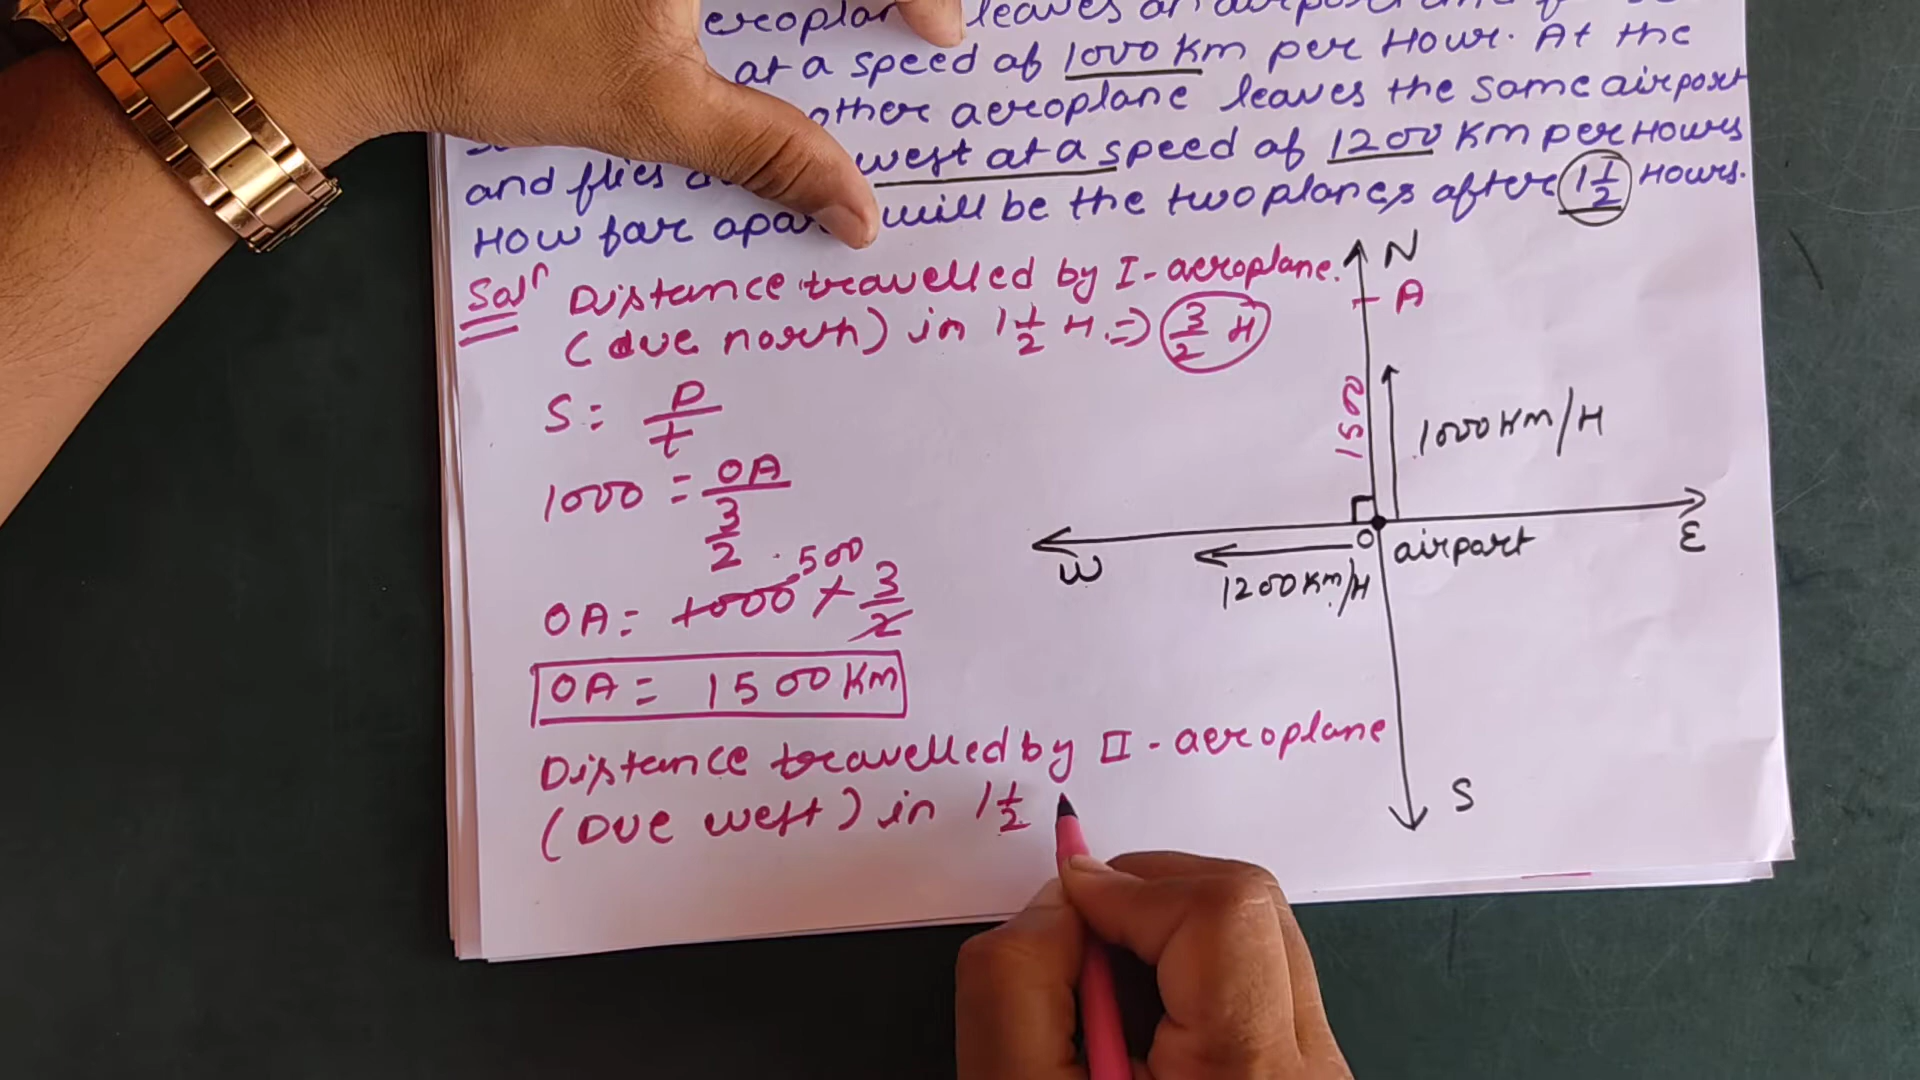 leaves an
at a speed of 1000 Km per Hour. At the
other aeroplane leaves the same airport
west at a speed of 1200 Km per Hours
and flies
How far apart will be the two planes after 1 1/2 Hours.
Solⁿ Distance travelled by I-aeroplane.
(due north) in 1 1/2 H. => 3/2 H
S = D/t
1000 = OA/(3/2)
500
OA = 1000 × 3/2
OA = 1500 Km
Distance travelled by II-aeroplane
(Due west) in 1 1/2
N
A
1500
1000 Km/H
W
O
airport
E
1200 Km/H
S